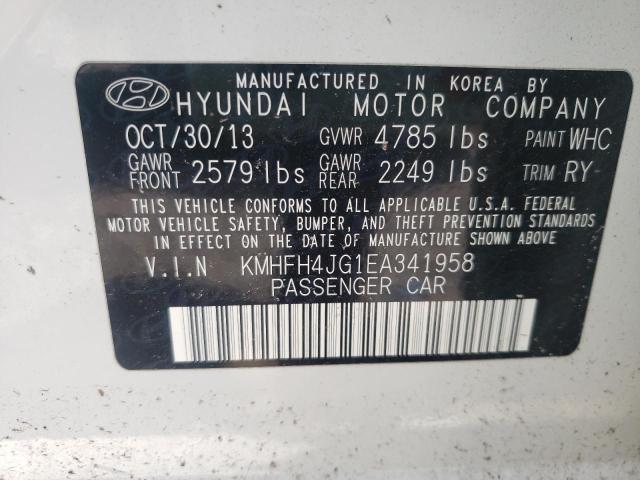 MANUFACTURED IN KOREA BY
HYUNDAI MOTOR COMPANY
OCT/30/13 GVWR 4785 lbs PAINT WHC
GAWR FRONT 2579 lbs GAWR REAR 2249 lbs TRIM RY
THIS VEHICLE CONFORMS TO ALL APPLICABLE U.S.A. FEDERAL
MOTOR VEHICLE SAFETY, BUMPER, AND THEFT PREVENTION STANDARDS
IN EFFECT ON THE DATE OF MANUFACTURE SHOWN ABOVE
V.I.N KMHFH4JG1EA341958
PASSENGER CAR